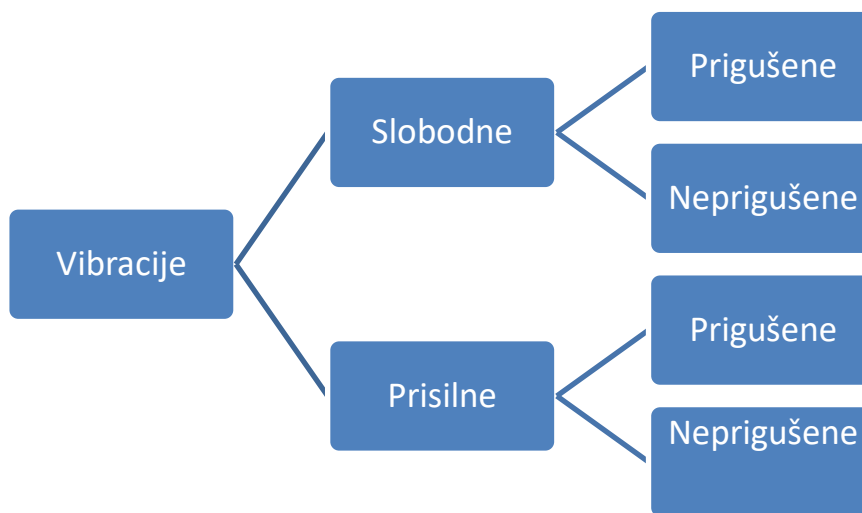 Vibracije
Slobodne
Prigušene
Neprigušene
Prisilne
Prigušene
Neprigušene